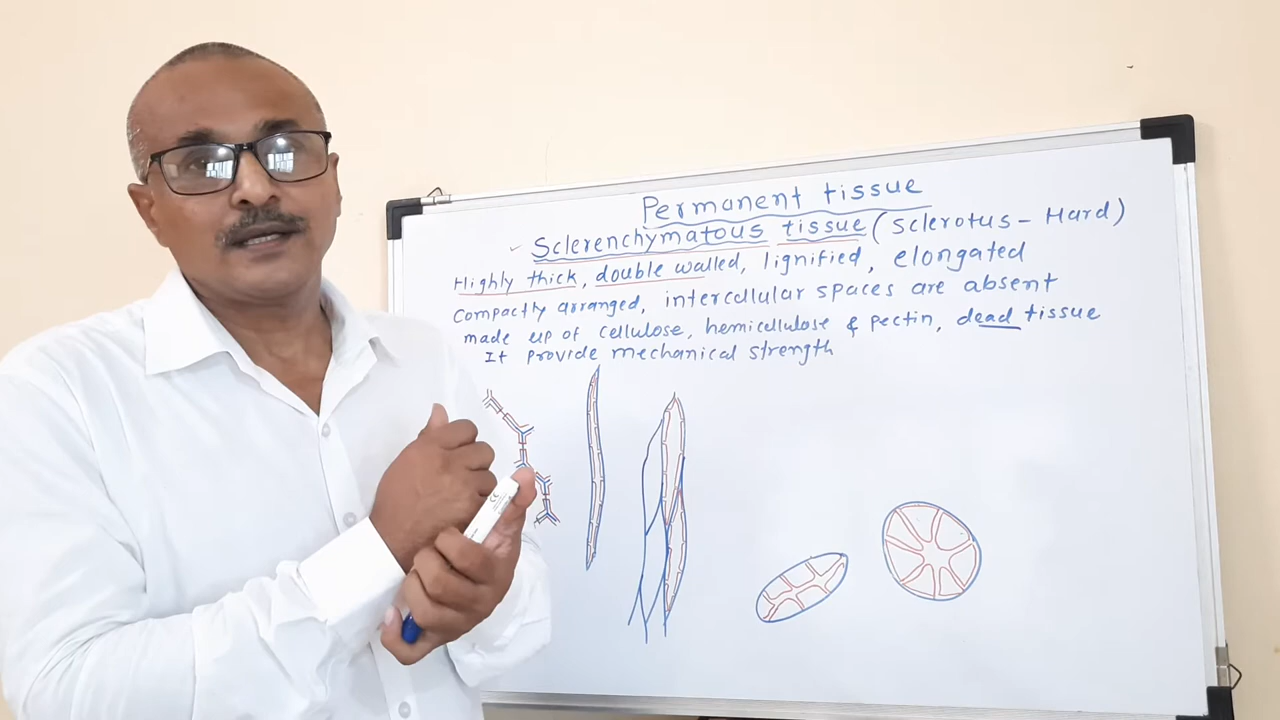 Permanent tissue
Sclerenchymatous tissue (Sclerotus - Hard)
Highly thick, double walled, lignified, elongated
Compactly arranged, intercellular spaces are absent
made up of cellulose, hemicellulose & pectin, dead tissue
It provide mechanical strength